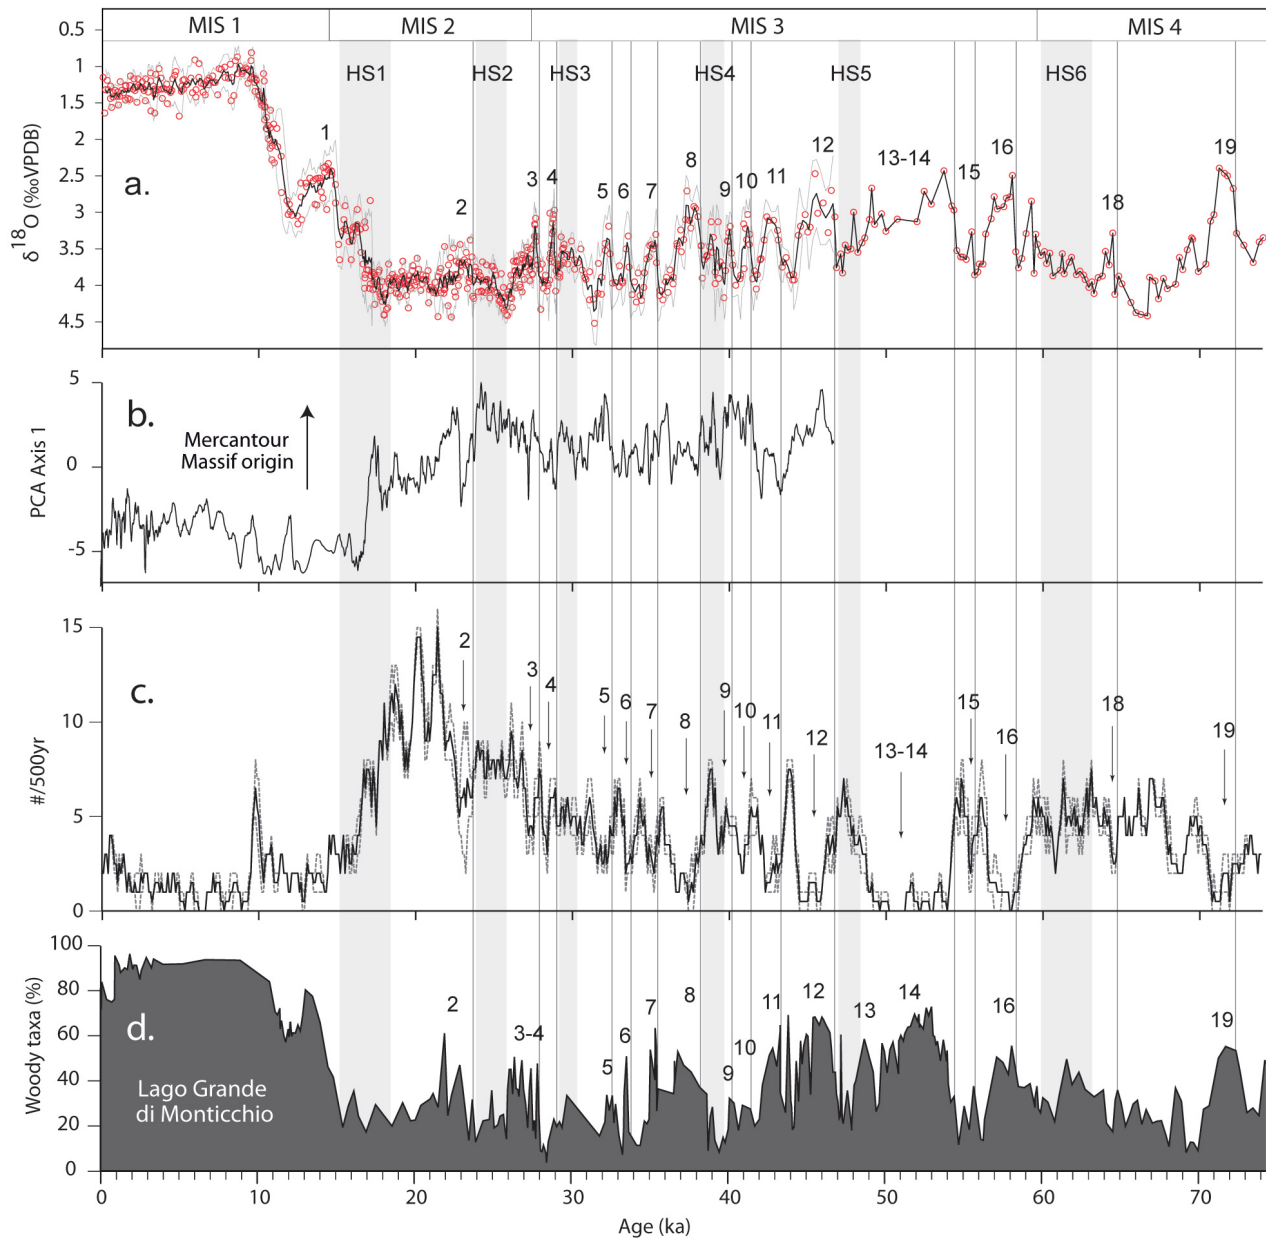 MIS 1 MIS 2 MIS 3 MIS 4
HS1 HS2 HS3 HS4 HS5 HS6
0.5
1
1.5
2
2.5
3
3.5
4
4.5
δ18O (‰VPDB)
a.
1 2 3 4 5 6 7 8 9 10 11 12 13-14 15 16 18 19
5
0
-5
PCA Axis 1
b.
Mercantour
Massif origin
15
10
5
0
#/500yr
c.
2 3 4 5 6 7 8 9 10 11 12 13-14 15 16 18 19
100
80
60
40
20
0
Woody taxa (%)
d.
Lago Grande
di Monticchio
2 3-4 5 6 7 8 9 10 11 12 13 14 16 19
0 10 20 30 40 50 60 70
Age (ka)